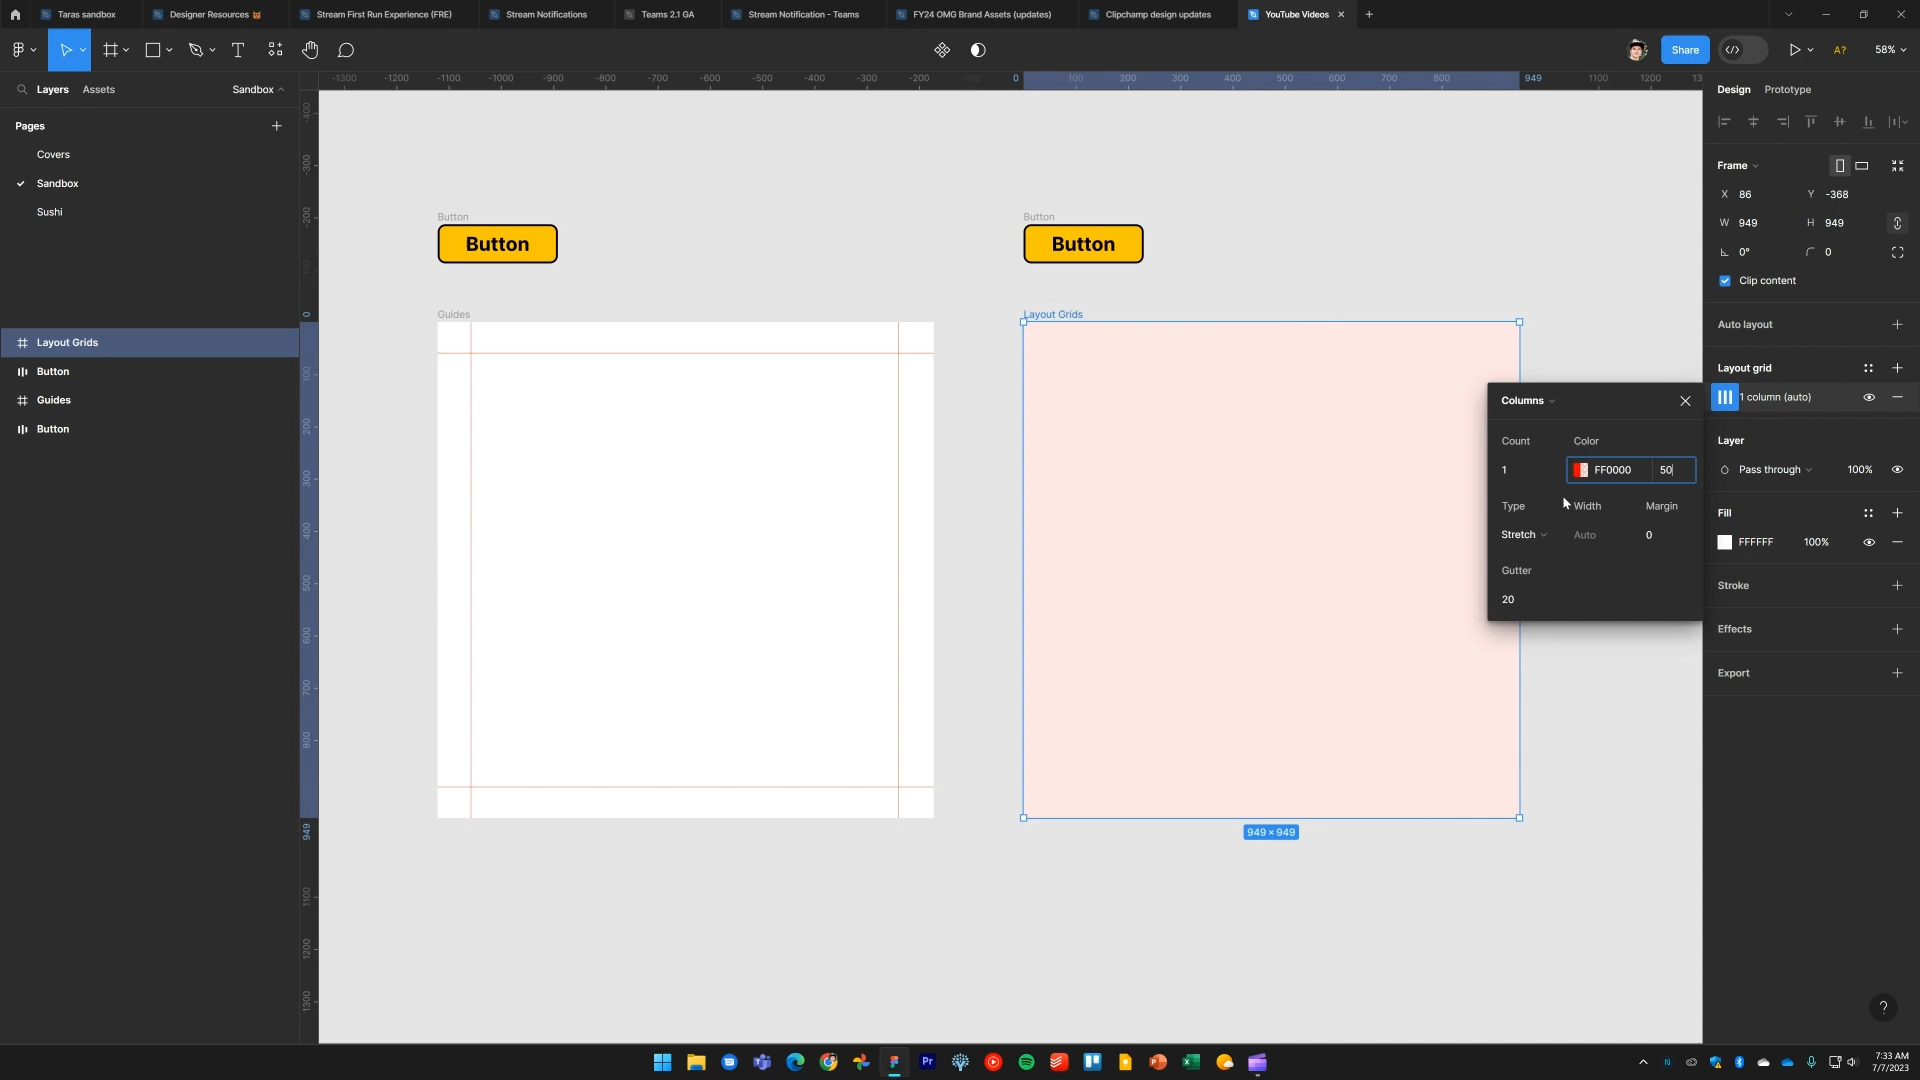 Taras sandbox
Designer Resources
Stream First Run Experience (FRE)
Stream Notifications
Teams 2.1 GA
Stream Notification - Teams
FY24 OMG Brand Assets (updates)
Clipchamp design updates
YouTube Videos
Share
A?
58%
Layers
Assets
Sandbox
Pages
Covers
Sandbox
Sushi
Layout Grids
Button
Guides
Button
-1300 -1200 -1100 -1000 -900 -800 -700 -600 -500 -400 -300 -200 -100 0 100 200 300 400 500 600 700 800 949 1100 1200 13
-400
-300
-200
-100
0
100
200
300
400
500
600
700
800
949
1100
1200
1300
Button
Button
Button
Button
Guides
Layout Grids
949 × 949
Columns
Count
Color
1
FF0000
50
Type
Width
Margin
Stretch
Auto
0
Gutter
20
Design
Prototype
Frame
X 86
Y -368
W 949
H 949
0°
0
Clip content
Auto layout
Layout grid
1 column (auto)
Layer
Pass through
100%
Fill
FFFFFF
100%
Stroke
Effects
Export
?
Pr
N
7:33 AM
7/7/2023